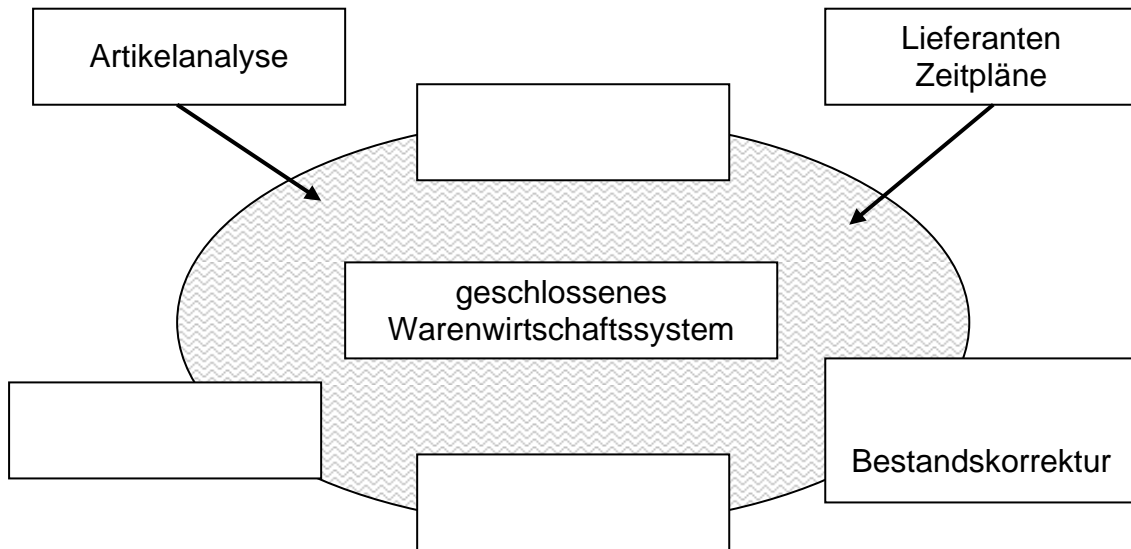 Artikelanalyse
Lieferanten
Zeitpläne
geschlossenes
Warenwirtschaftssystem
Bestandskorrektur